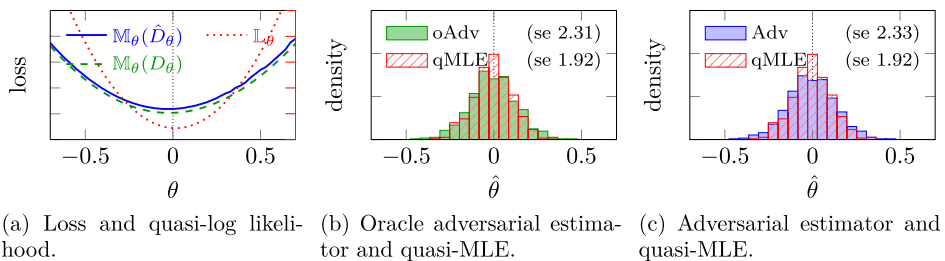 𝕄θ(D̂θ)
𝕃θ
𝕄θ(Dθ)
loss
−0.5
0
0.5
θ
(a) Loss and quasi-log likeli-
hood.
oAdv (se 2.31)
qMLE (se 1.92)
density
−0.5
0
0.5
θ̂
(b) Oracle adversarial estima-
tor and quasi-MLE.
Adv (se 2.33)
qMLE (se 1.92)
density
−0.5
0
0.5
θ̂
(c) Adversarial estimator and
quasi-MLE.